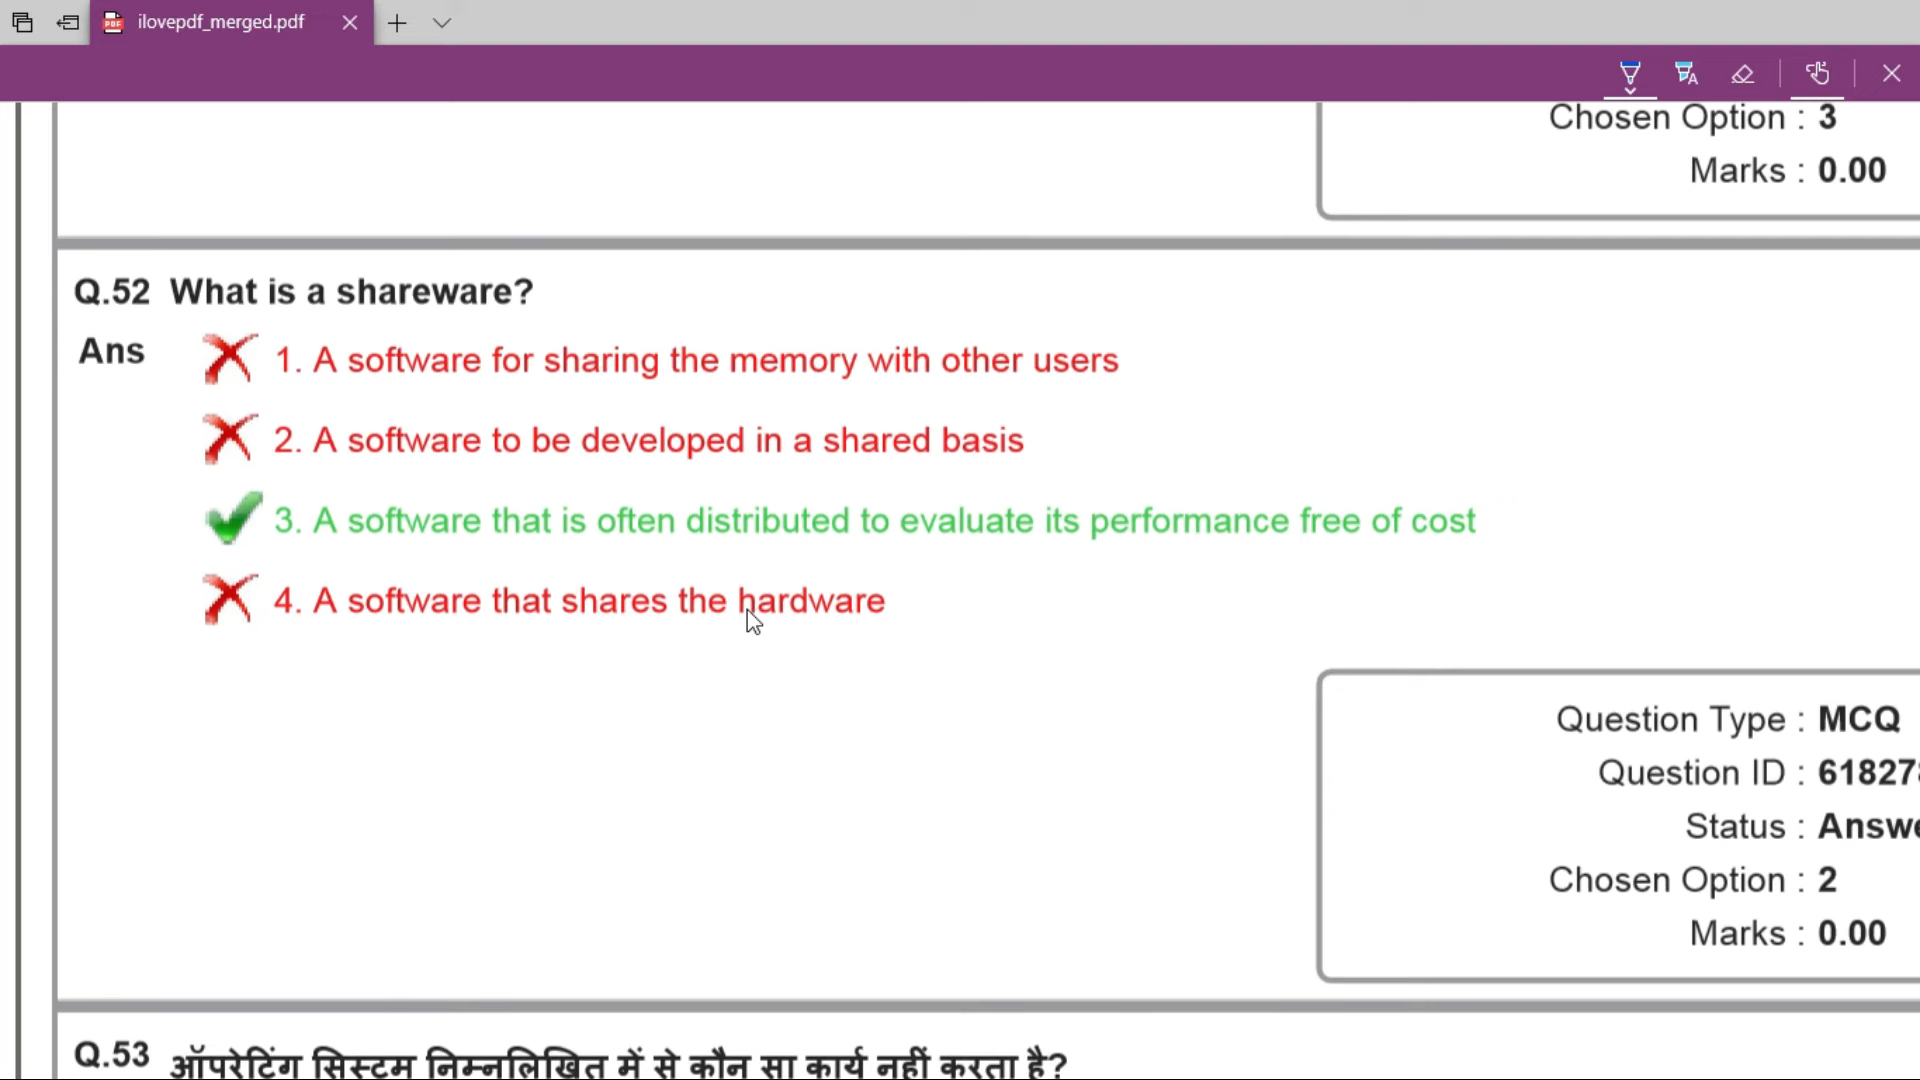 ilovepdf_merged.pdf
Chosen Option : 3
Marks : 0.00
Q.52 What is a shareware?
Ans 1. A software for sharing the memory with other users
2. A software to be developed in a shared basis
3. A software that is often distributed to evaluate its performance free of cost
4. A software that shares the hardware
Question Type : MCQ
Question ID : 61827
Status : Answe
Chosen Option : 2
Marks : 0.00
Q.53 ऑपरेटिंग सिस्टम निम्नलिखित में से कौन सा कार्य नहीं करता है?